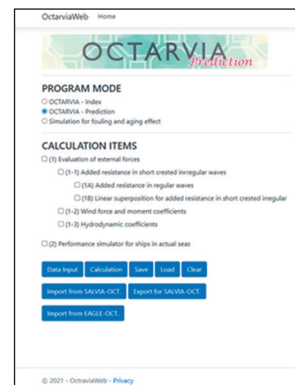 OctarviaWeb Home
OCTARVIA
Prediction
PROGRAM MODE
OCTARVIA - Index
OCTARVIA - Prediction
Simulation for fouling and aging effect
CALCULATION ITEMS
(1) Evaluation of external forces
(1-1) Added resistance in short crested inrregular waves
(1A) Added resistance in regular waves
(1B) Linear superposition for added resistance in short crested irregular
(1-2) Wind force and moment coefficients
(1-3) Hydrodynamic coefficients
(2) Performance simulator for ships in actual seas
Data Input Calculation Save Load Clear
Import from SALVIA-OCT. Export for SALVIA-OCT.
Import from EAGLE-OCT.
© 2021 - OctraviaWeb - Privacy